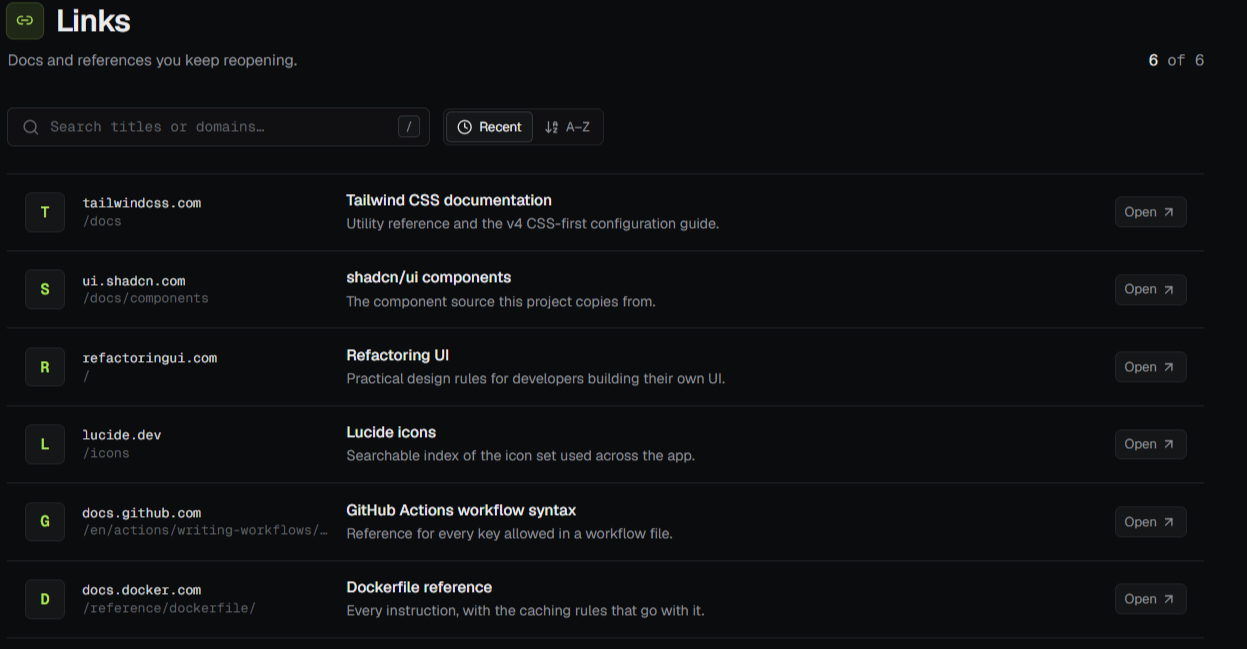 Links
Docs and references you keep reopening.
6 of 6
Search titles or domains…
/
Recent
A–Z
T
tailwindcss.com
/docs
Tailwind CSS documentation
Utility reference and the v4 CSS-first configuration guide.
Open
S
ui.shadcn.com
/docs/components
shadcn/ui components
The component source this project copies from.
Open
R
refactoringui.com
/
Refactoring UI
Practical design rules for developers building their own UI.
Open
L
lucide.dev
/icons
Lucide icons
Searchable index of the icon set used across the app.
Open
G
docs.github.com
/en/actions/writing-workflows/…
GitHub Actions workflow syntax
Reference for every key allowed in a workflow file.
Open
D
docs.docker.com
/reference/dockerfile/
Dockerfile reference
Every instruction, with the caching rules that go with it.
Open